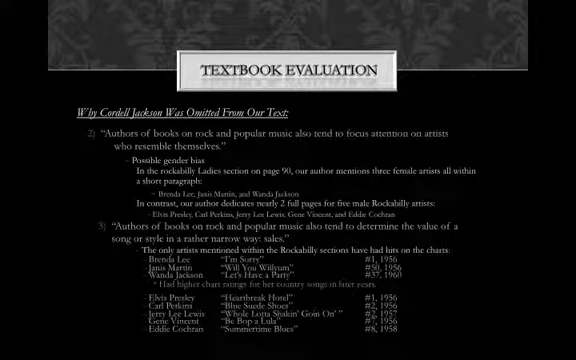 TEXTBOOK EVALUATION
Why Cordell Jackson Was Omitted From Our Text:
2) "Authors of books on rock and popular music also tend to focus attention on artists
who resemble themselves."
- Possible gender bias
In the rockabilly Ladies section on page 90, our author mentions three female artists all within
a short paragraph:
- Brenda Lee, Janis Martin, and Wanda Jackson
In contrast, our author dedicates nearly 2 full pages for five male Rockabilly artists:
- Elvis Presley, Carl Perkins, Jerry Lee Lewis, Gene Vincent, and Eddie Cochran
3) "Authors of books on rock and popular music also tend to determine the value of a
song or style in a rather narrow way: sales."
- The only artists mentioned within the Rockabilly sections have had hits on the charts:
- Brenda Lee "I'm Sorry" #1, 1956
- Janis Martin "Will You Willyum" #50, 1956
- Wanda Jackson "Let's Have a Party" #37, 1960
* Had higher chart ratings for her country songs in later years.
- Elvis Presley "Heartbreak Hotel" #1, 1956
- Carl Perkins "Blue Suede Shoes" #2, 1956
- Jerry Lee Lewis "Whole Lotta Shakin' Goin On'" #2, 1957
- Gene Vincent "Be Bop a Lula" #7, 1956
- Eddie Cochran "Summertime Blues" #8, 1958